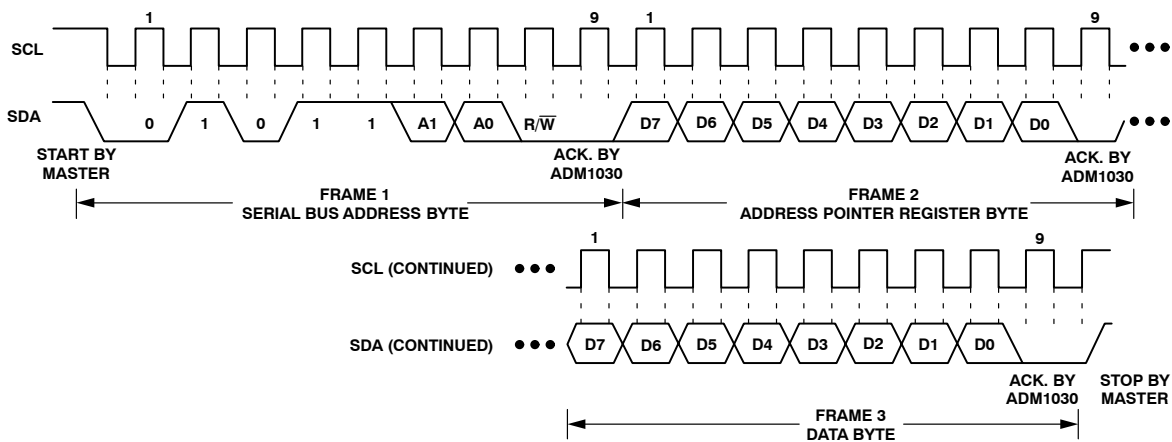 1 9 1 9
SCL
SDA
0 1 0 1 1 A1 A0 R/W̅ D7 D6 D5 D4 D3 D2 D1 D0
START BY
MASTER
ACK. BY
ADM1030
ACK. BY
ADM1030
FRAME 1
SERIAL BUS ADDRESS BYTE
FRAME 2
ADDRESS POINTER REGISTER BYTE
1 9
SCL (CONTINUED)
SDA (CONTINUED)
D7 D6 D5 D4 D3 D2 D1 D0
ACK. BY
ADM1030
STOP BY
MASTER
FRAME 3
DATA BYTE